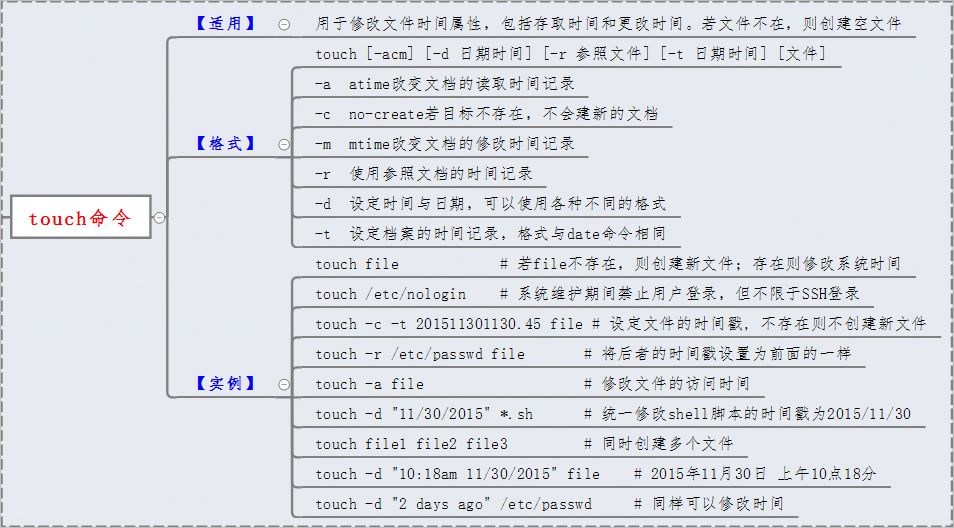 touch命令
【适用】
用于修改文件时间属性，包括存取时间和更改时间。若文件不在，则创建空文件
【格式】
touch [-acm] [-d 日期时间] [-r 参照文件] [-t 日期时间] [文件]
-a  atime改变文档的读取时间记录
-c  no-create若目标不存在，不会建新的文档
-m  mtime改变文档的修改时间记录
-r  使用参照文档的时间记录
-d  设定时间与日期，可以使用各种不同的格式
-t  设定档案的时间记录，格式与date命令相同
【实例】
touch file            # 若file不存在，则创建新文件；存在则修改系统时间
touch /etc/nologin    # 系统维护期间禁止用户登录，但不限于SSH登录
touch -c -t 201511301130.45 file # 设定文件的时间戳，不存在则不创建新文件
touch -r /etc/passwd file       # 将后者的时间戳设置为前面的一样
touch -a file                   # 修改文件的访问时间
touch -d "11/30/2015" *.sh      # 统一修改shell脚本的时间戳为2015/11/30
touch file1 file2 file3         # 同时创建多个文件
touch -d "10:18am 11/30/2015" file    # 2015年11月30日 上午10点18分
touch -d "2 days ago" /etc/passwd     # 同样可以修改时间